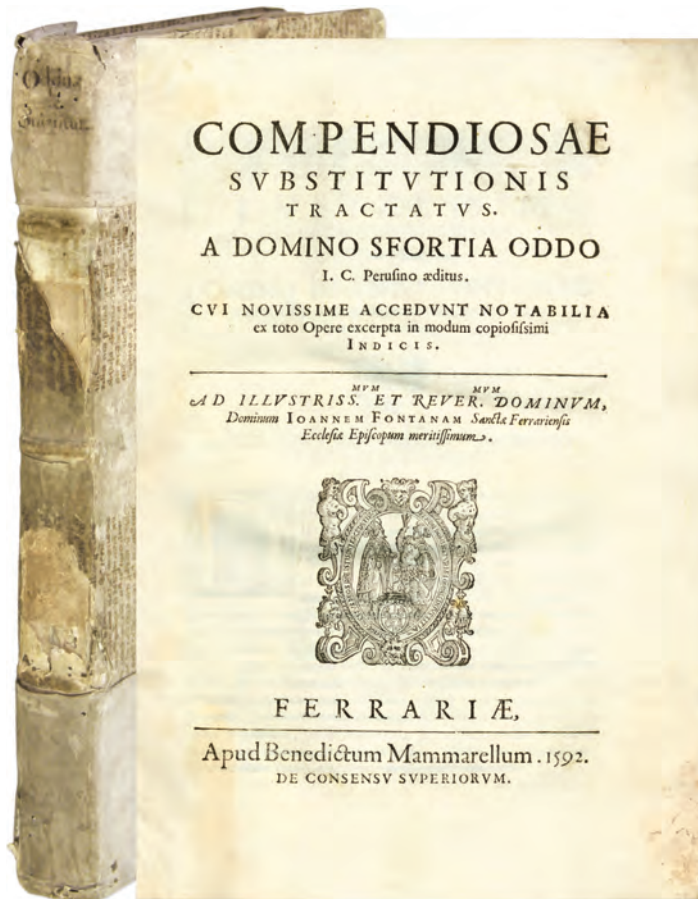 COMPENDIOSAE
SVBSTITVTIONIS
TRACTATVS.
A DOMINO SFORTIA ODDO
I. C. Peruſino æditus.
CVI NOVISSIME ACCEDVNT NOTABILIA
ex toto Opere excerpta in modum copioſiſsimi
INDICIS.
MVM MVM
AD ILLVSTRISS. ET REVER. DOMINVM,
Dominum IOANNEM FONTANAM Sanctæ Ferrarienſis
Eccleſiæ Epiſcopum meritiſſimum.
FERRARIÆ,
Apud Benedictum Mammarellum . 1592.
DE CONSENSV SVPERIORVM.